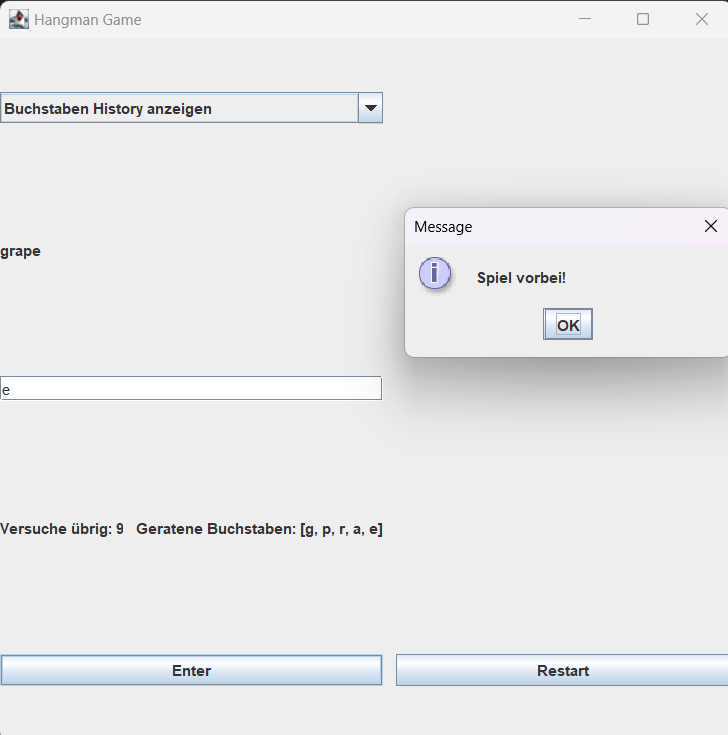 Hangman Game
Buchstaben History anzeigen
grape
Message
Spiel vorbei!
OK
e
Versuche übrig: 9 Geratene Buchstaben: [g, p, r, a, e]
Enter
Restart